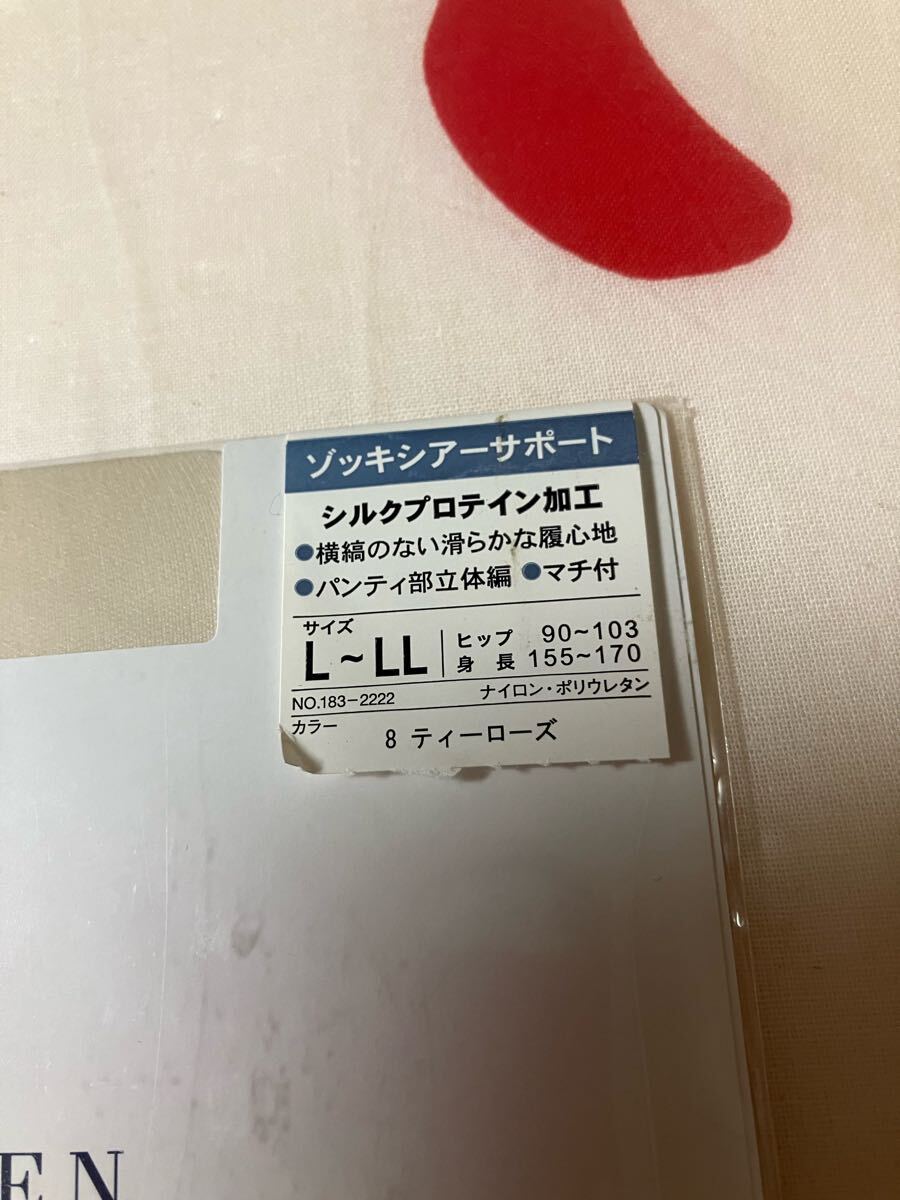 ゾッキシアーサポート
シルクプロテイン加工
●横縞のない滑らかな履心地
●パンティ部立体編 ●マチ付
サイズ
L~LL
ヒップ 90~103
身長 155~170
NO.183-2222 ナイロン・ポリウレタン
カラー
8 ティーローズ
EN